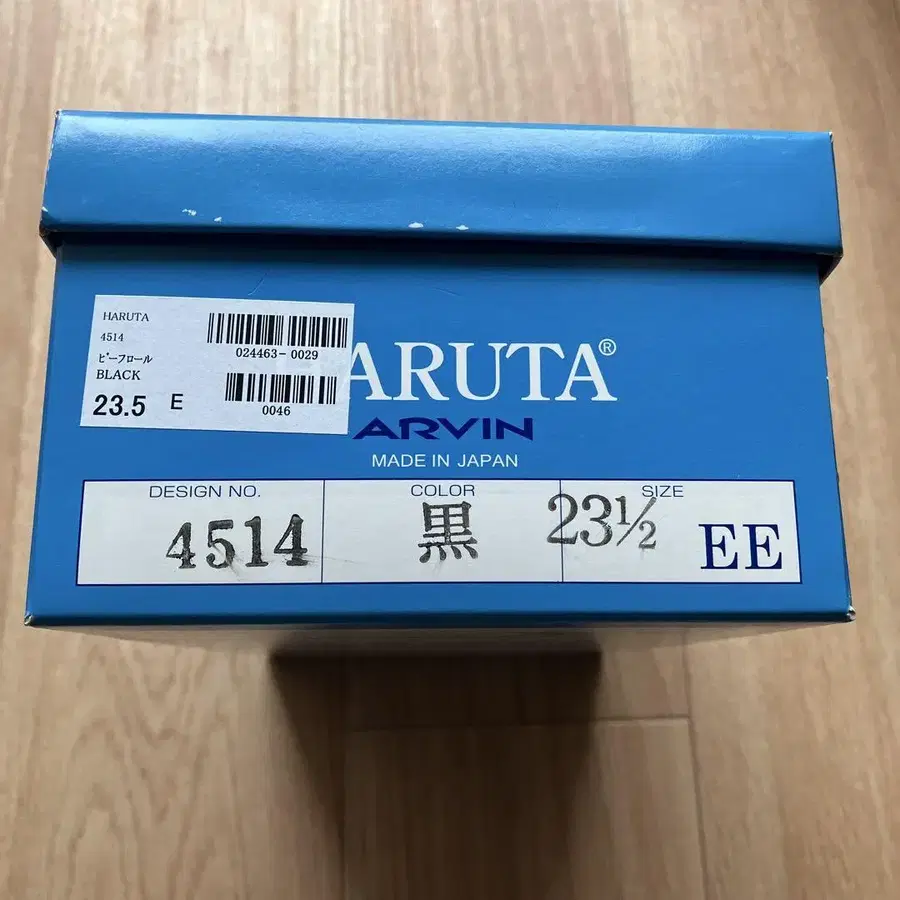 HARUTA
4514
ﾋﾞｰﾌﾛｰﾙ
BLACK
23.5 E
024463-0029
0046
ARUTA®
ARVIN
MADE IN JAPAN
DESIGN NO.
4514
COLOR
黒
SIZE
23½
EE